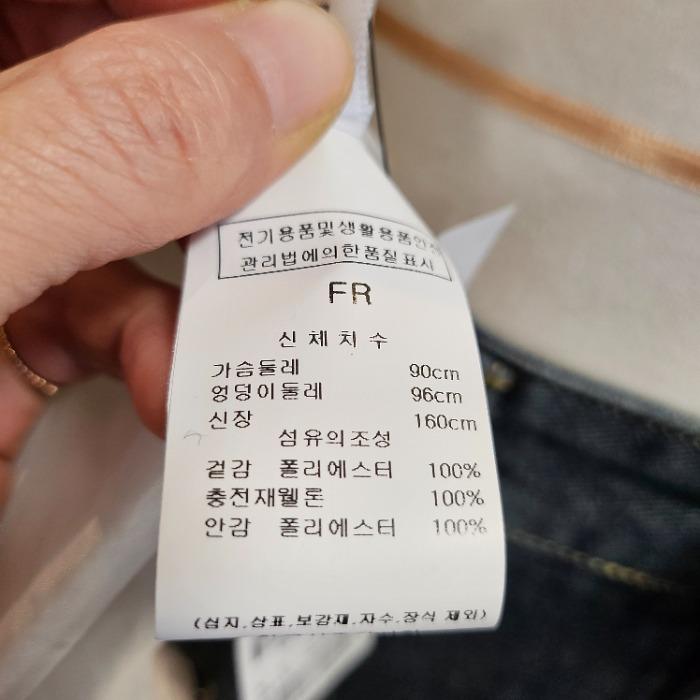 전기용품및생활용품안전
관리법에의한품질표시
FR
신체치수
가슴둘레 90cm
엉덩이둘레 96cm
신장 160cm
섬유의조성
겉감 폴리에스터 100%
충전재웰론 100%
안감 폴리에스터 100%
(심지,상표,보강재,자수,장식 제외)